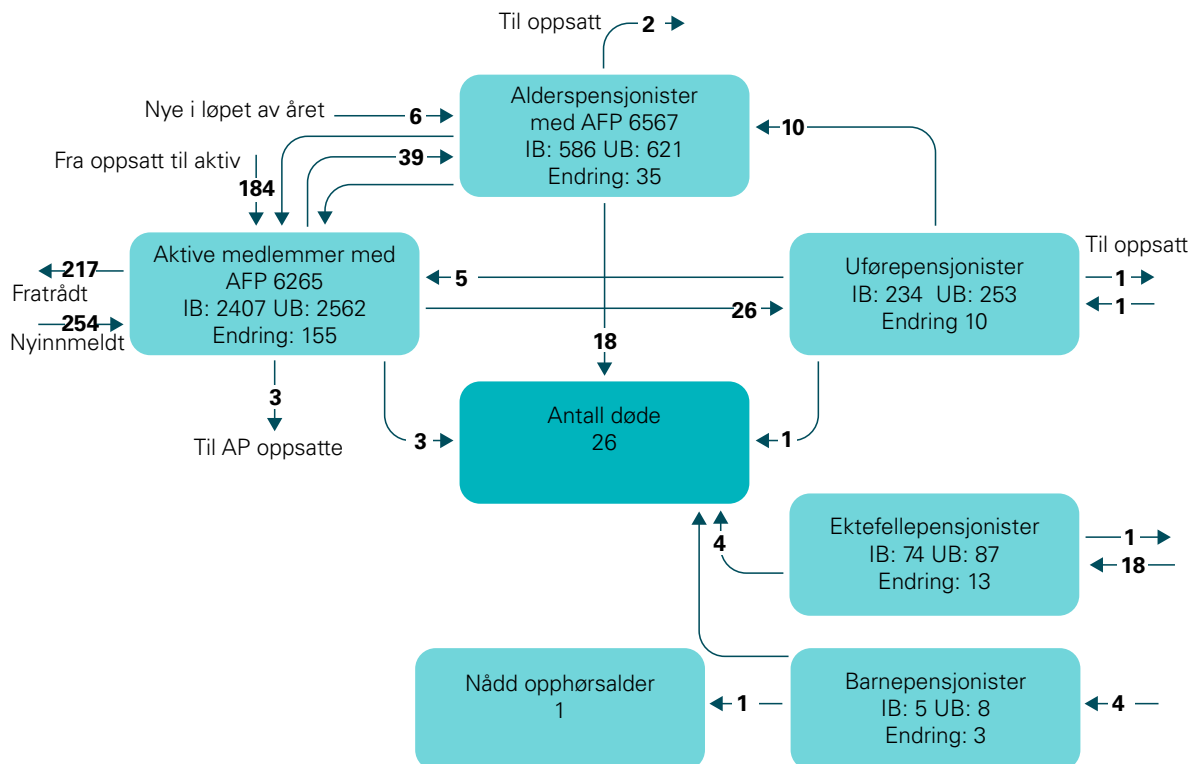 Til oppsatt
2
Alderspensjonister
med AFP 6567
IB: 586 UB: 621
Endring: 35
Nye i løpet av året
6
10
Fra oppsatt til aktiv
39
184
Aktive medlemmer med
AFP 6265
IB: 2407 UB: 2562
Endring: 155
217
Fratrådt
254
Nyinnmeldt
5
26
Uførepensjonister
IB: 234 UB: 253
Endring 10
Til oppsatt
1
1
18
3
Til AP oppsatte
3
Antall døde
26
1
4
Ektefellepensjonister
IB: 74 UB: 87
Endring: 13
1
18
Nådd opphørsalder
1
1
Barnepensjonister
IB: 5 UB: 8
Endring: 3
4